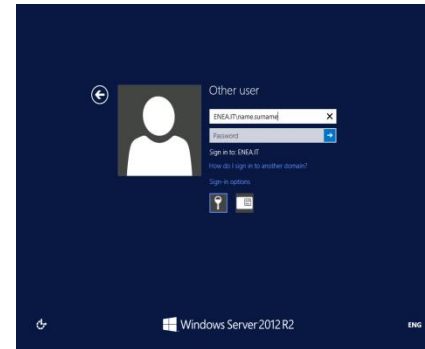 Other user
ENEA.IT\name.surname
Password
Sign in to: ENEA.IT
How do I sign in to another domain?
Sign-in options
Windows Server 2012 R2
ENG